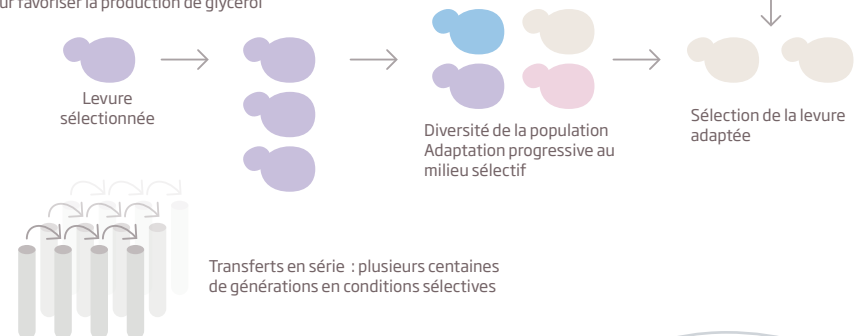 ur favoriser la production de glycérol
Levure
sélectionnée
Diversité de la population
Adaptation progressive au
milieu sélectif
Sélection de la levure
adaptée
Transferts en série : plusieurs centaines
de générations en conditions sélectives